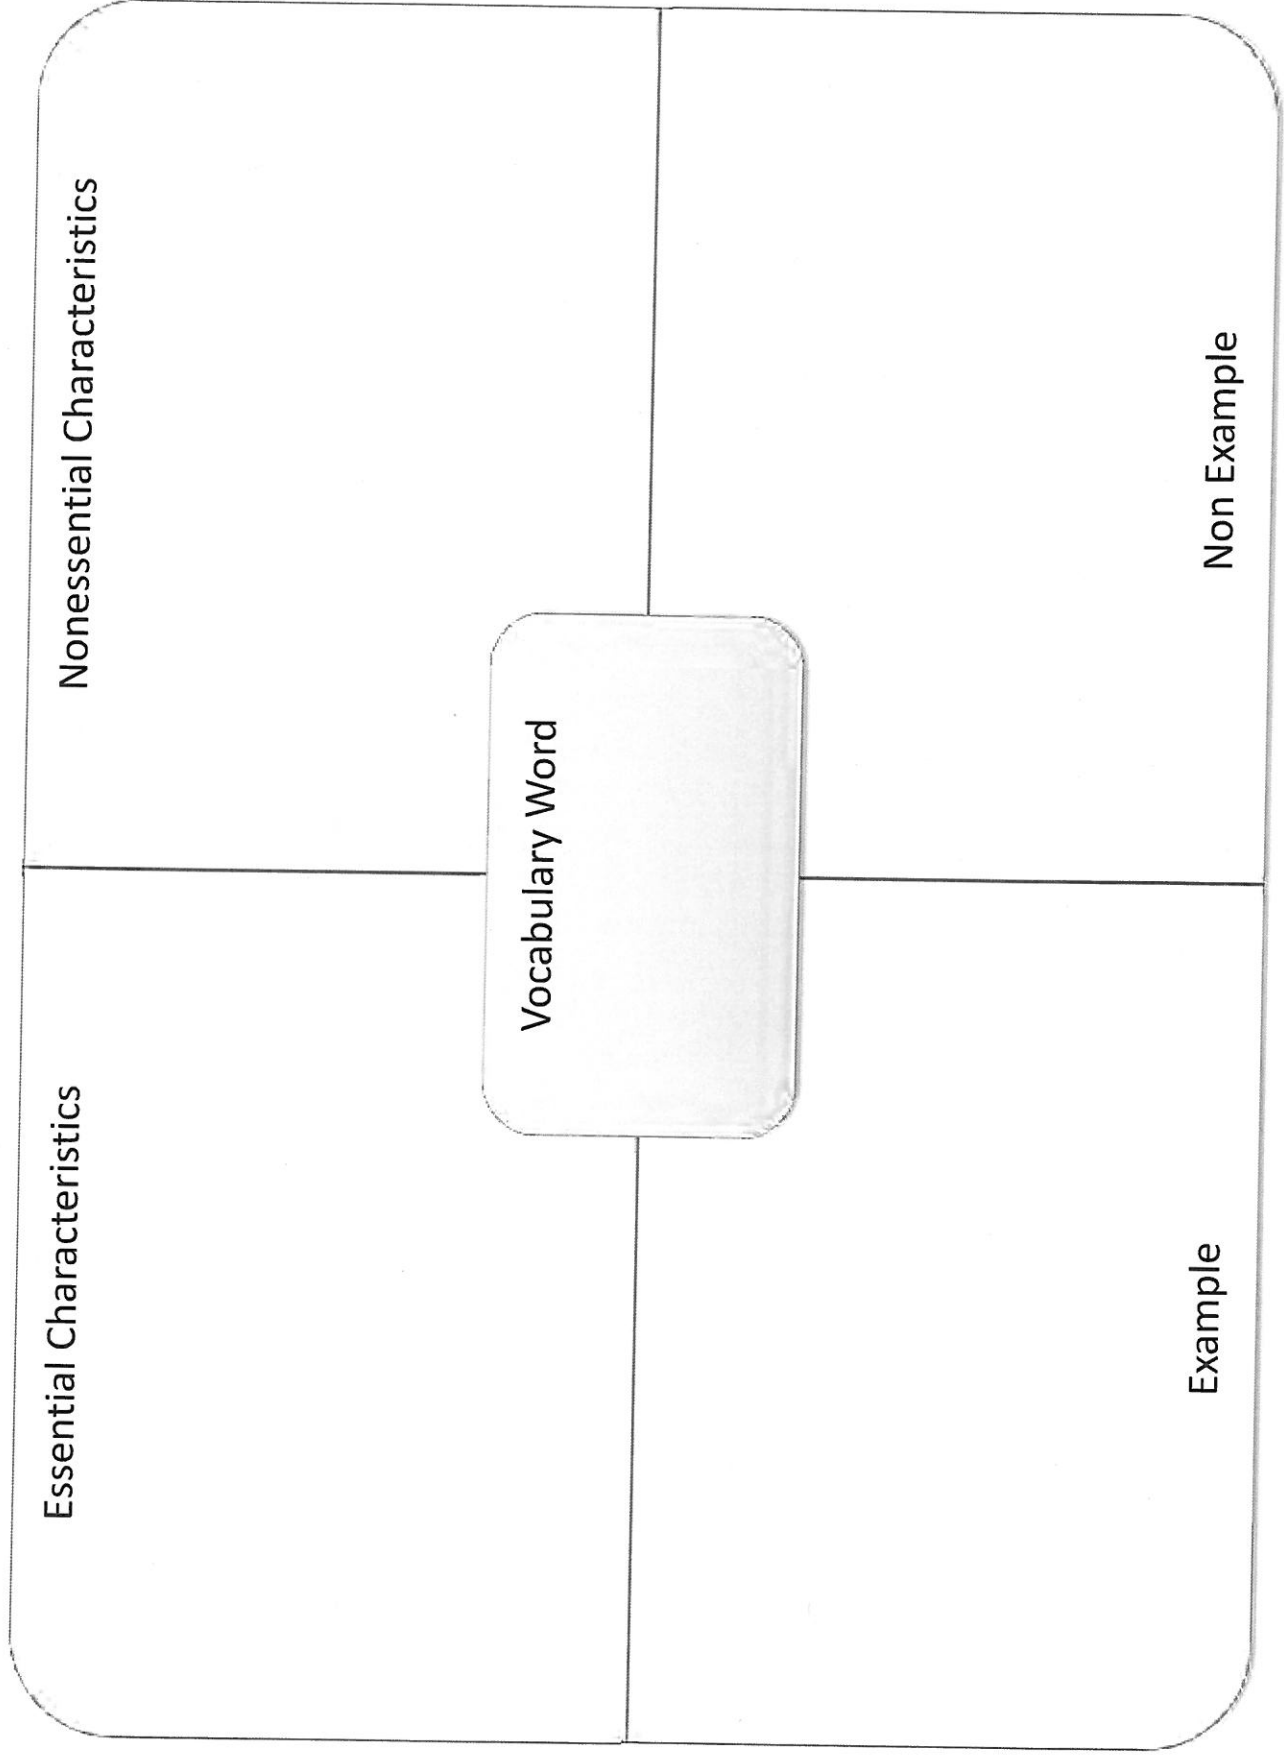 Essential Characteristics
Nonessential Characteristics
Vocabulary Word
Example
Non Example